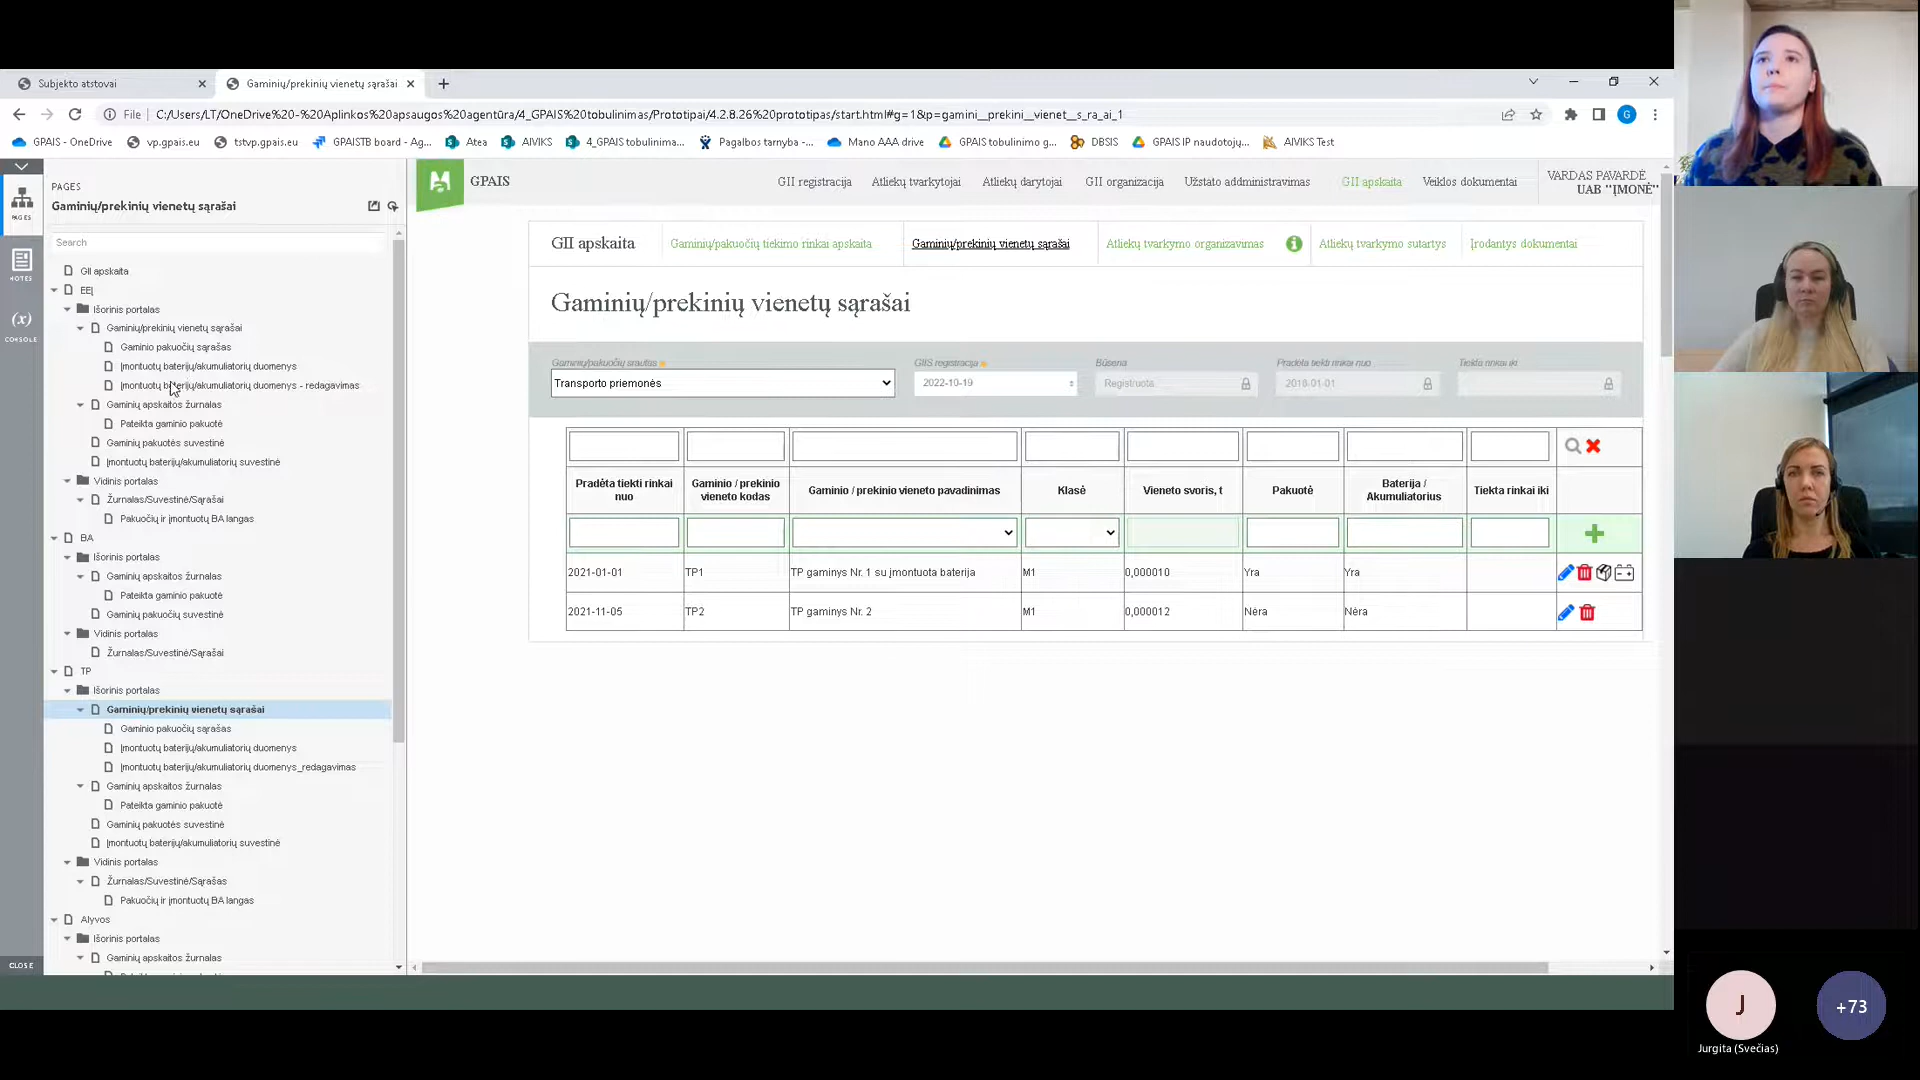 Subjekto atstovai
Gaminių/prekinių vienetų sąrašai
File
C:/Users/LT/OneDrive%20-%20Aplinkos%20apsaugos%20agentūra/4_GPAIS%20tobulinimas/Prototipai/4.2.8.26%20prototipas/start.html#g=1&p=gamini__prekini__vienet__s_ra_ai_1
G
GPAIS - OneDrive
vp.gpais.eu
tstvp.gpais.eu
GPAISTB board - Ag...
Atea
AIVIKS
4_GPAIS tobulinima...
Pagalbos tarnyba -...
Mano AAA drive
GPAIS tobulinimo g...
DBSIS
GPAIS IP naudotojų...
AIVIKS Test
PAGES
NOTES
(x)
CONSOLE
CLOSE
PAGES
Gaminių/prekinių vienetų sąrašai
Search
GII apskaita
EEĮ
Išorinis portalas
Gaminių/prekinių vienetų sąrašai
Gaminio pakuočių sąrašas
Įmontuotų baterijų/akumuliatorių duomenys
Įmontuotų baterijų/akumuliatorių duomenys - redagavimas
Gaminių apskaitos žurnalas
Pateikta gaminio pakuotė
Gaminių pakuotės suvestinė
Įmontuotų baterijų/akumuliatorių suvestinė
Vidinis portalas
Žurnalas/Suvestinė/Sąrašai
Pakuočių ir įmontuotų BA langas
BA
Išorinis portalas
Gaminių apskaitos žurnalas
Pateikta gaminio pakuotė
Gaminių pakuočių suvestinė
Vidinis portalas
Žurnalas/Suvestinė/Sąrašai
TP
Išorinis portalas
Gaminių/prekinių vienetų sąrašai
Gaminio pakuočių sąrašas
Įmontuotų baterijų/akumuliatorių duomenys
Įmontuotų baterijų/akumuliatorių duomenys_redagavimas
Gaminių apskaitos žurnalas
Pateikta gaminio pakuotė
Gaminių pakuotės suvestinė
Įmontuotų baterijų/akumuliatorių suvestinė
Vidinis portalas
Žurnalas/Suvestinė/Sąrašas
Pakuočių ir įmontuotų BA langas
Alyvos
Išorinis portalas
Gaminių apskaitos žurnalas
GPAIS
GII registracija
Atliekų tvarkytojai
Atliekų darytojai
GII organizacija
Užstato addministravimas
GII apskaita
Veiklos dokumentai
VARDAS PAVARDĖ
UAB "ĮMONĖ"
GII apskaita
Gaminių/pakuočių tiekimo rinkai apskaita
Gaminių/prekinių vienetų sąrašai
Atliekų tvarkymo organizavimas
Atliekų tvarkymo sutartys
Įrodantys dokumentai
Gaminių/prekinių vienetų sąrašai
Gaminių/pakuočių srautas
GIIS registracija
Būsena
Pradėta tiekti rinkai nuo
Tiekta rinkai iki
Transporto priemonės
2022-10-19
Registruota
2018-01-01
Pradėta tiekti rinkai nuo
Gaminio / prekinio vieneto kodas
Gaminio / prekinio vieneto pavadinimas
Klasė
Vieneto svoris, t
Pakuotė
Baterija / Akumuliatorius
Tiekta rinkai iki
2021-01-01
TP1
TP gaminys Nr. 1 su įmontuota baterija
M1
0,000010
Yra
Yra
2021-11-05
TP2
TP gaminys Nr. 2
M1
0,000012
Nėra
Nėra
J
+73
Jurgita (Svečias)